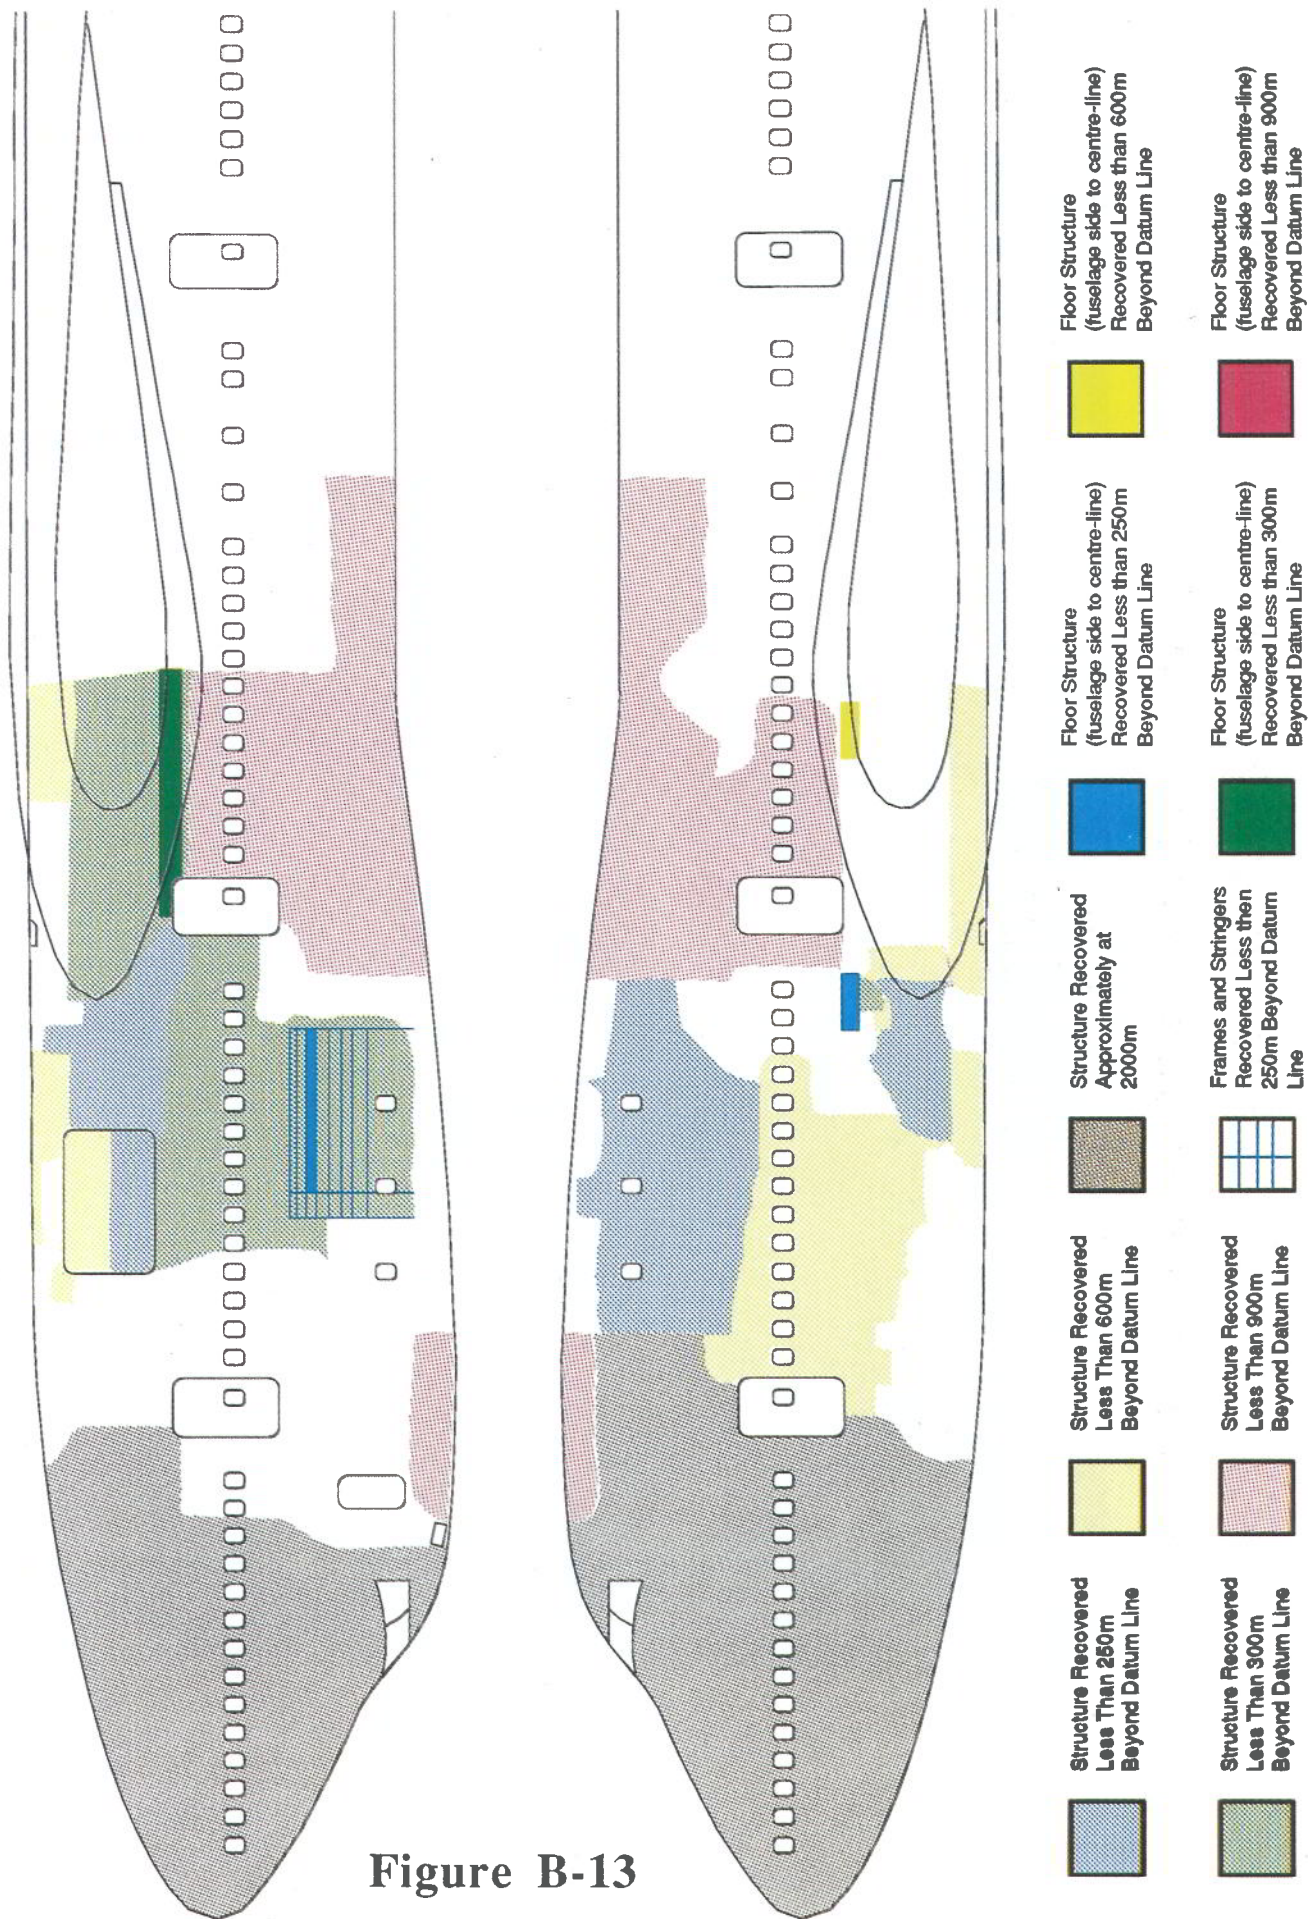 Structure Recovered
Less Than 250m
Beyond Datum Line
Structure Recovered
Less Than 600m
Beyond Datum Line
Structure Recovered
Approximately at
2000m
Floor Structure
(fuselage side to centre-line)
Recovered Less than 250m
Beyond Datum Line
Floor Structure
(fuselage side to centre-line)
Recovered Less than 600m
Beyond Datum Line
Structure Recovered
Less Than 300m
Beyond Datum Line
Structure Recovered
Less Than 900m
Beyond Datum Line
Frames and Stringers
Recovered Less then
250m Beyond Datum
Line
Floor Structure
(fuselage side to centre-line)
Recovered Less than 300m
Beyond Datum Line
Floor Structure
(fuselage side to centre-line)
Recovered Less than 900m
Beyond Datum Line
Figure B-13